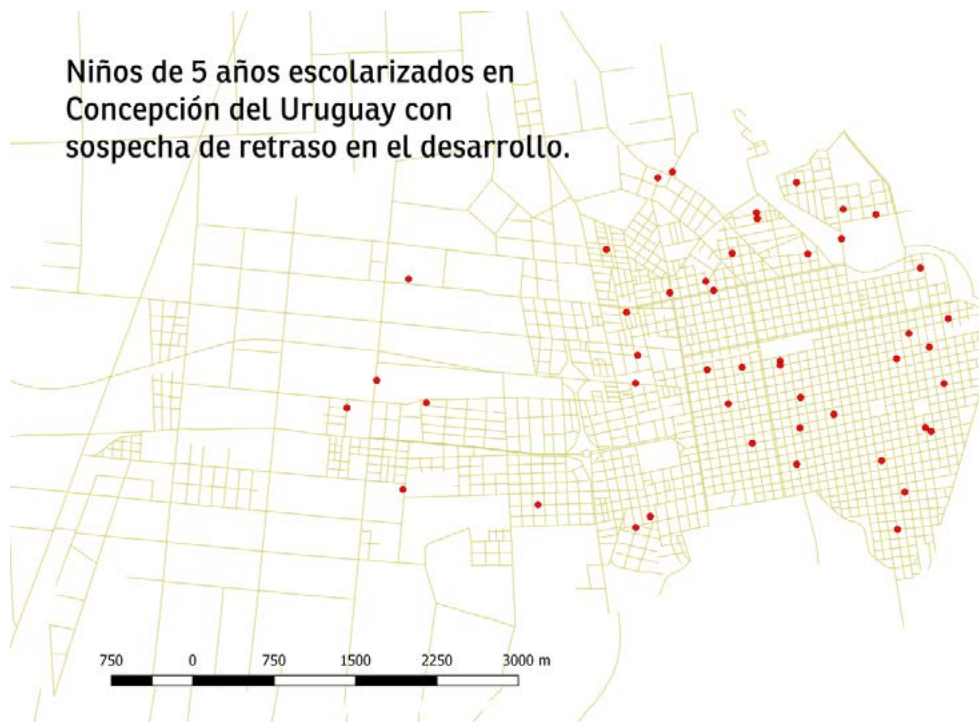 Niños de 5 años escolarizados en
Concepción del Uruguay con
sospecha de retraso en el desarrollo.
750 0 750 1500 2250 3000 m